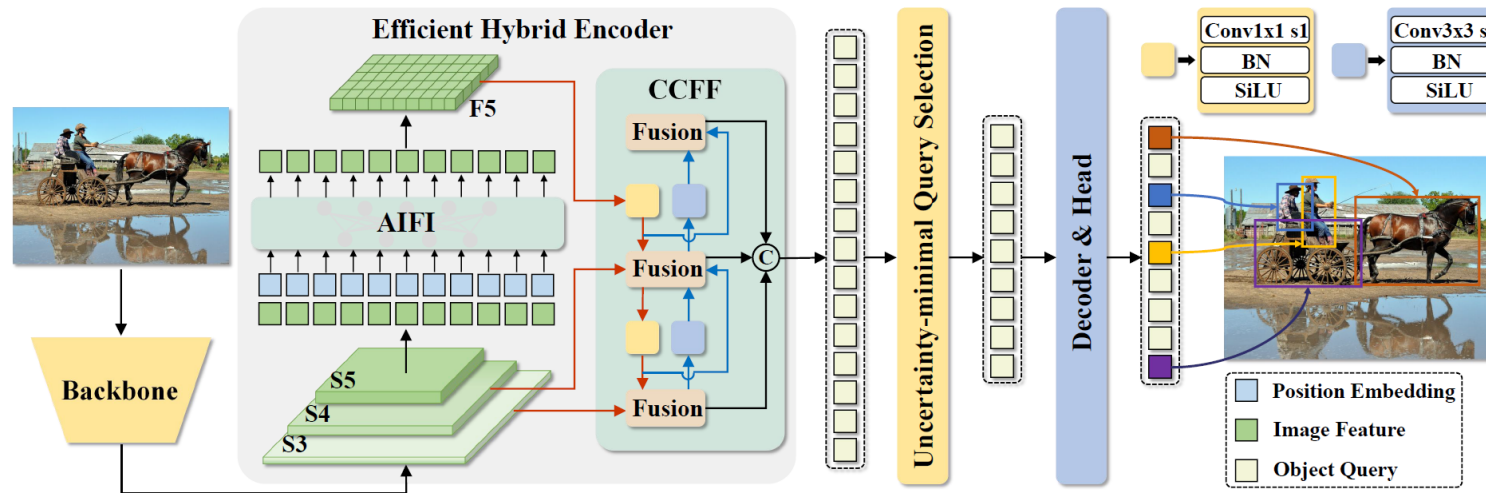 Efficient Hybrid Encoder
F5
CCFF
Fusion
AIFI
Fusion
C
Fusion
S5
S4
S3
Backbone
Uncertainty-minimal Query Selection
Decoder & Head
Conv1x1 s1
BN
SiLU
Conv3x3 s
BN
SiLU
Position Embedding
Image Feature
Object Query